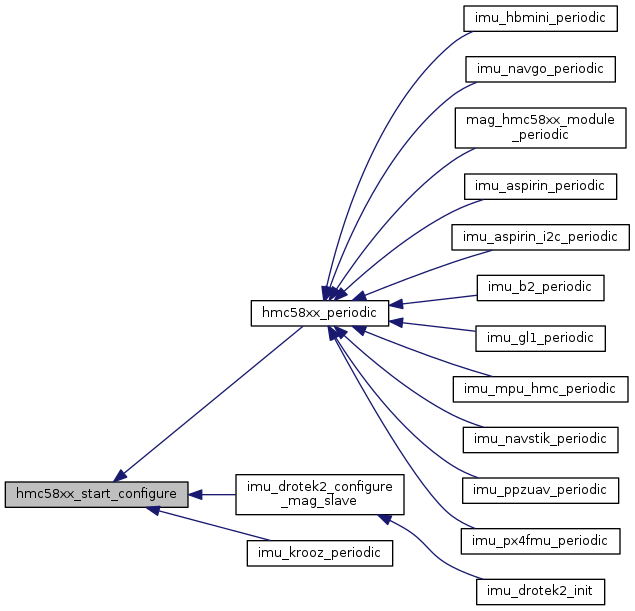 imu_hbmini_periodic
imu_navgo_periodic
mag_hmc58xx_module
_periodic
imu_aspirin_periodic
imu_aspirin_i2c_periodic
imu_b2_periodic
hmc58xx_periodic
imu_gl1_periodic
imu_mpu_hmc_periodic
imu_navstik_periodic
hmc58xx_start_configure
imu_drotek2_configure
_mag_slave
imu_ppzuav_periodic
imu_krooz_periodic
imu_px4fmu_periodic
imu_drotek2_init